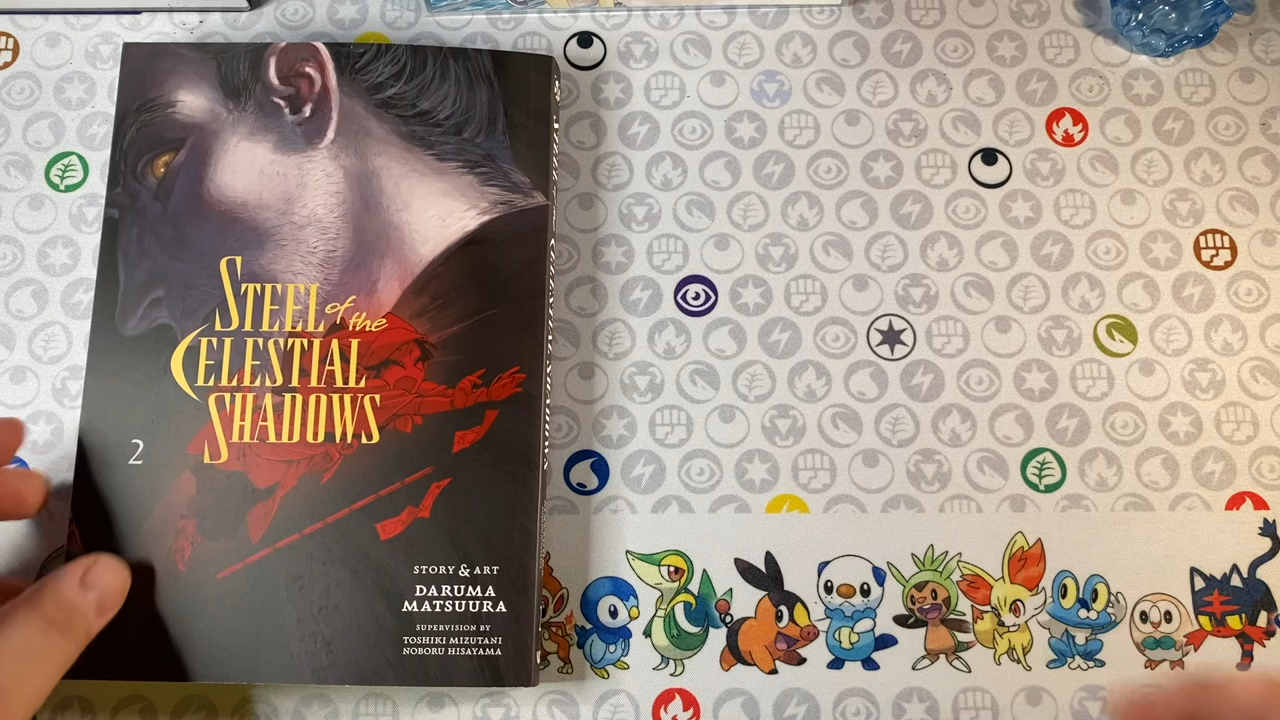 STEEL of the
CELESTIAL
SHADOWS
2
STORY & ART
DARUMA
MATSUURA
SUPERVISION BY
TOSHIKI MIZUTANI
NOBORU HISAYAMA